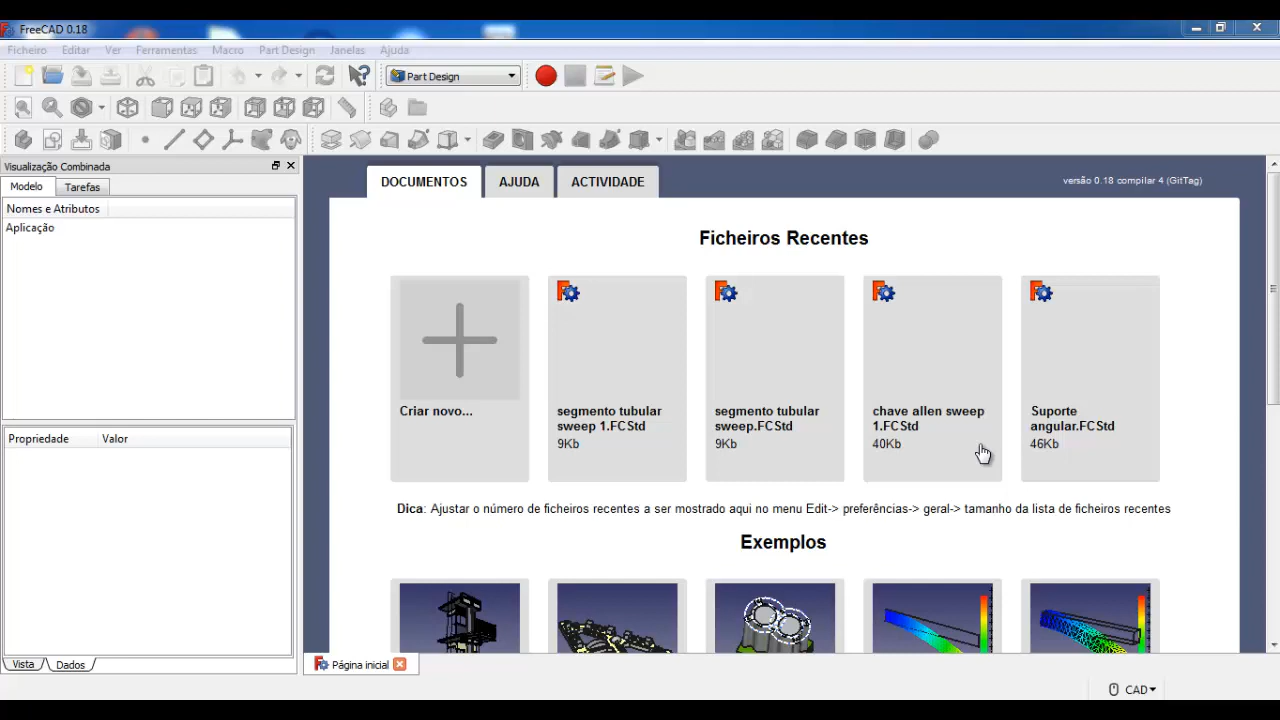 FreeCAD 0.18
Ficheiro Editar Ver Ferramentas Macro Part Design Janelas Ajuda
Part Design
Visualização Combinada
Modelo Tarefas
Nomes e Atributos
Aplicação
Propriedade Valor
Vista Dados
DOCUMENTOS AJUDA ACTIVIDADE
versão 0.18 compilar 4 (GitTag)
Ficheiros Recentes
Criar novo...
segmento tubular
sweep 1.FCStd
9Kb
segmento tubular
sweep.FCStd
9Kb
chave allen sweep
1.FCStd
40Kb
Suporte
angular.FCStd
46Kb
Dica: Ajustar o número de ficheiros recentes a ser mostrado aqui no menu Edit-> preferências-> geral-> tamanho da lista de ficheiros recentes
Exemplos
Página inicial
CAD